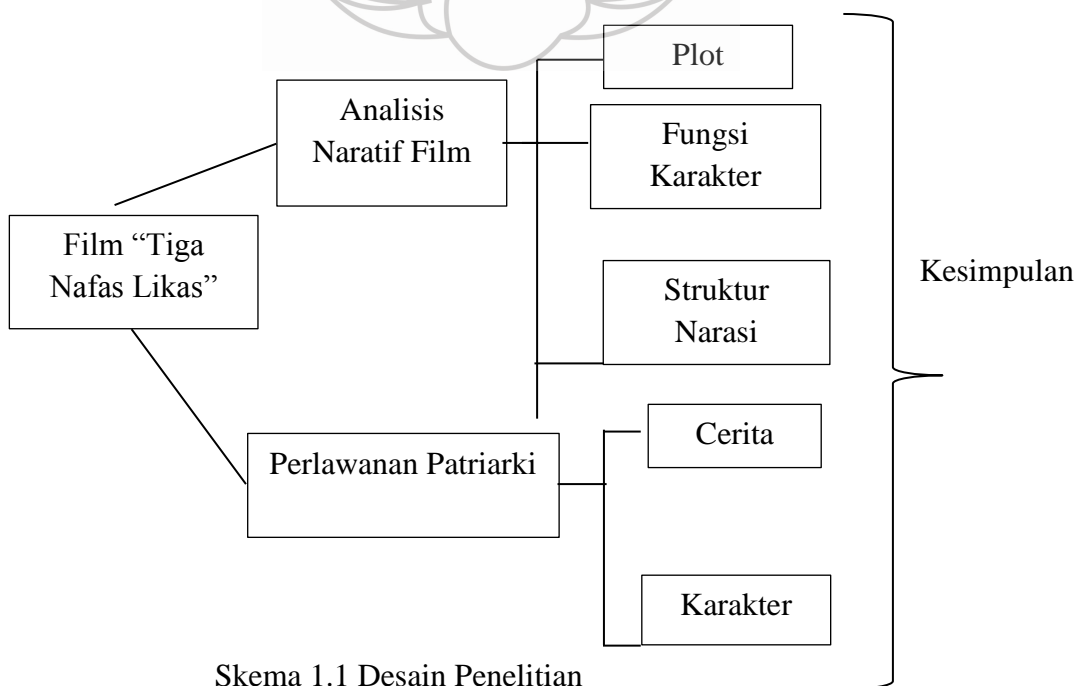 Plot
Analisis
Naratif Film
Fungsi
Karakter
Film “Tiga
Nafas Likas”
Struktur
Narasi
Kesimpulan
Perlawanan Patriarki
Cerita
Karakter
Skema 1.1 Desain Penelitian